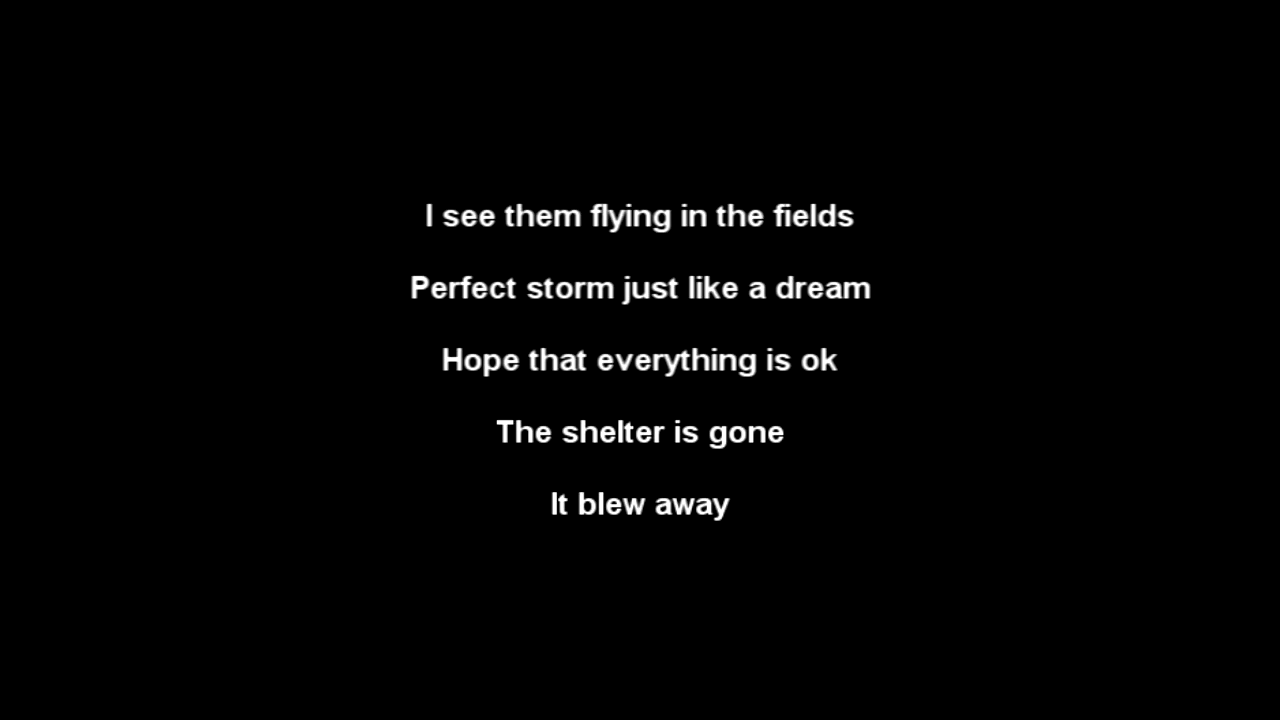 I see them flying in the fields
Perfect storm just like a dream
Hope that everything is ok
The shelter is gone
It blew away